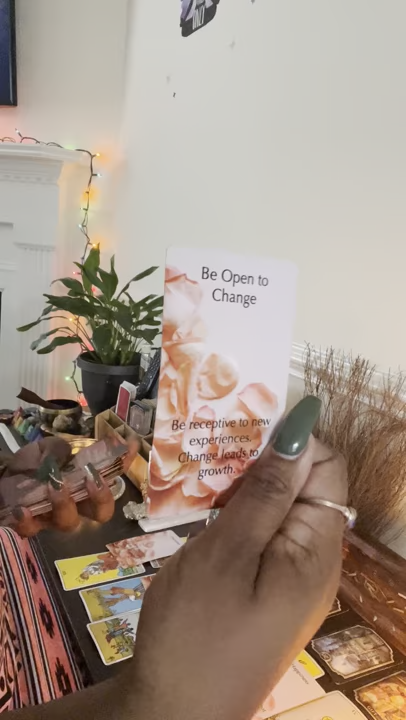 Be Open to
Change
Be receptive to new
experiences.
Change leads to
growth.